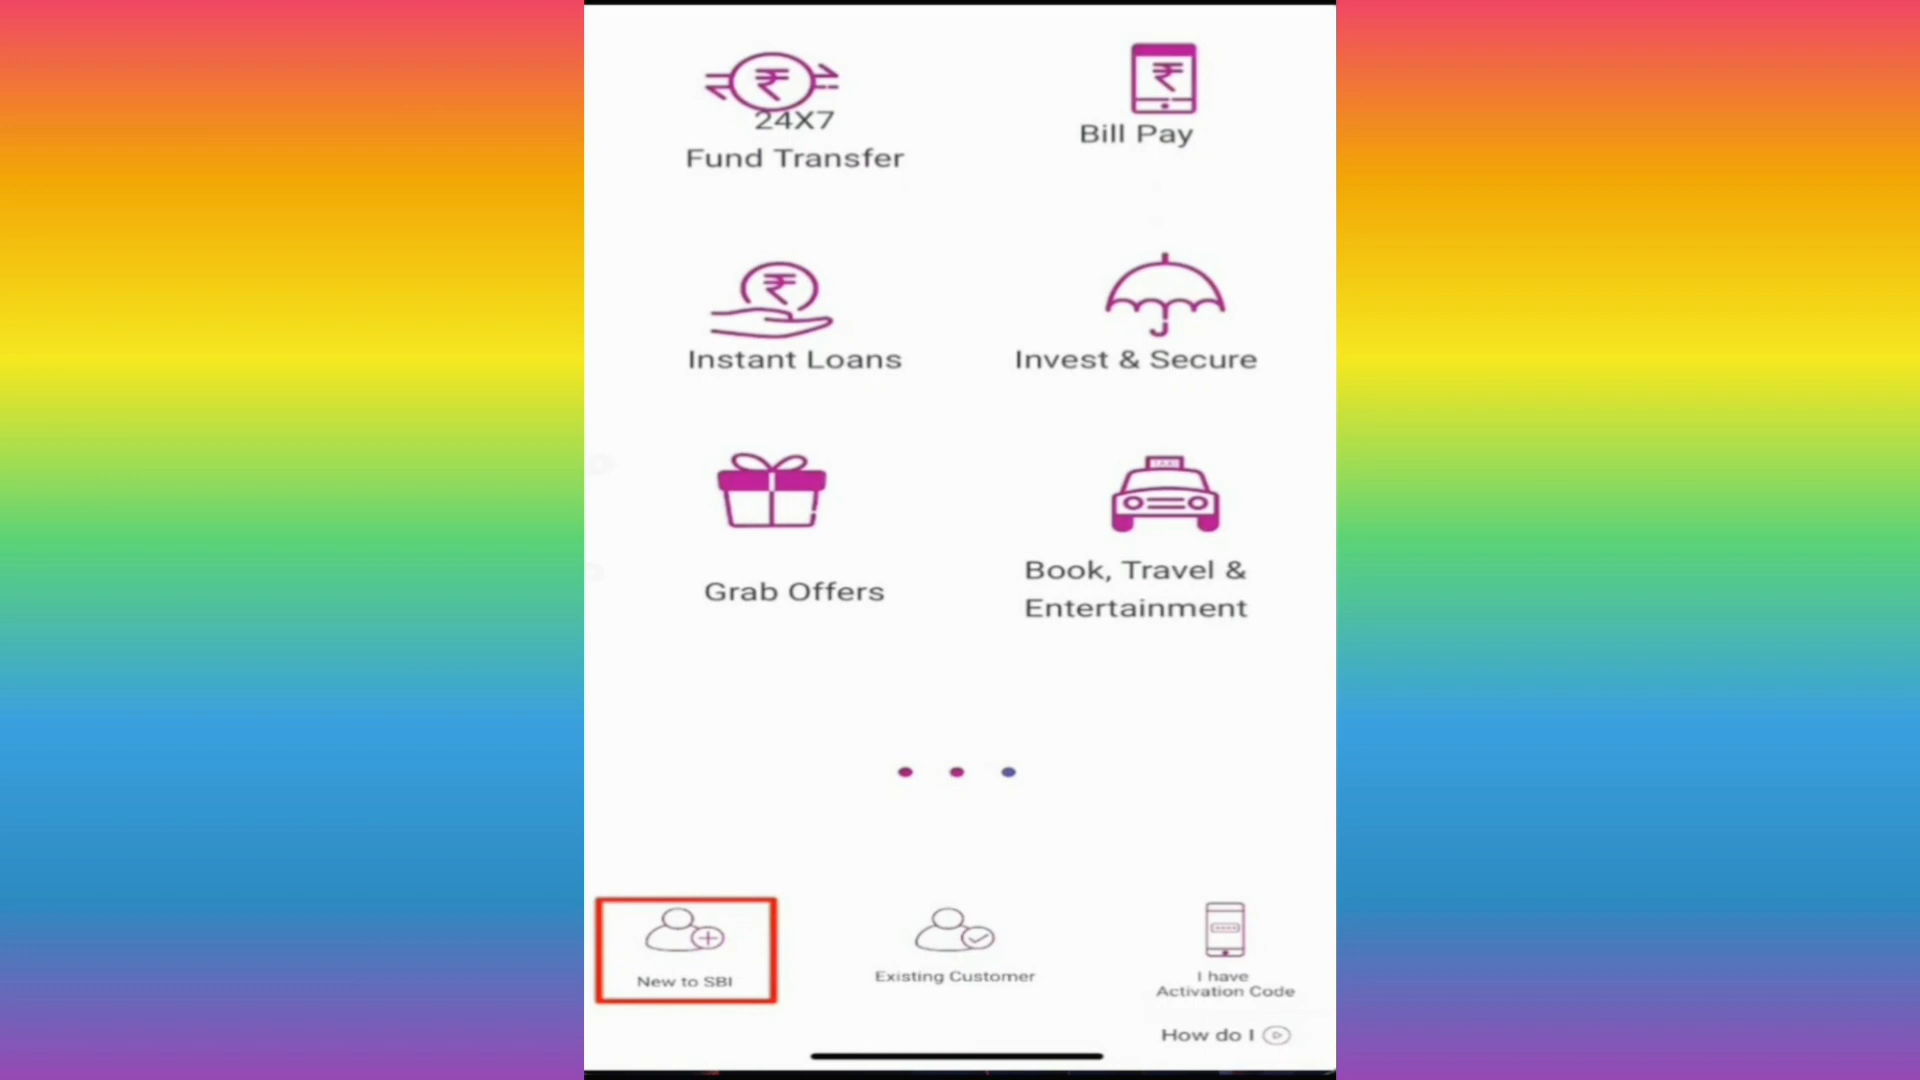 24X7
Fund Transfer
Bill Pay
Instant Loans
Invest & Secure
Grab Offers
Book, Travel &
Entertainment
New to SBI
Existing Customer
I have
Activation Code
How do I